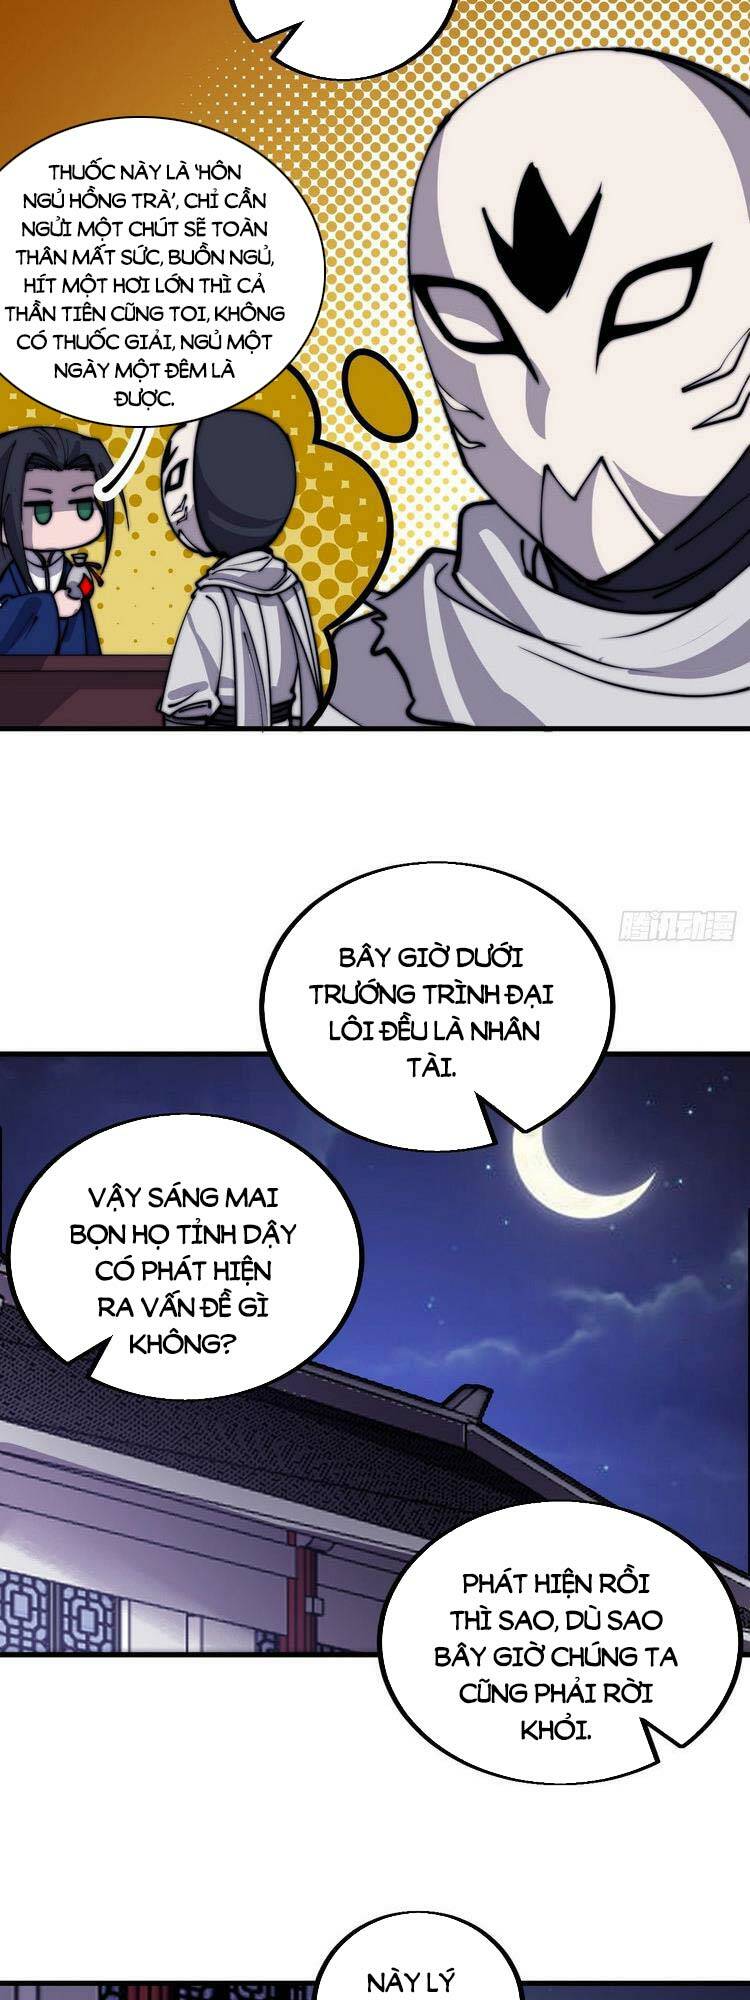 THUỐC NÀY LÀ 'HÔN
NGỦ HỒNG TRÀ', CHỈ CẦN
NGỬI MỘT CHÚT SẼ TOÀN
THÂN MẤT SỨC, BUỒN NGỦ,
HÍT MỘT HƠI LỚN THÌ CẢ
THẦN TIÊN CŨNG TOI, KHÔNG
CÓ THUỐC GIẢI, NGỦ MỘT
NGÀY MỘT ĐÊM LÀ
ĐƯỢC.
腾讯动漫
BÂY GIỜ DƯỚI
TRƯỚNG TRÌNH ĐẠI
LÔI ĐỀU LÀ NHÂN
TÀI.
VẬY SÁNG MAI
BỌN HỌ TỈNH DẬY
CÓ PHÁT HIỆN
RA VẤN ĐỀ GÌ
KHÔNG?
PHÁT HIỆN RỒI
THÌ SAO, DÙ SAO
BÂY GIỜ CHÚNG TA
CŨNG PHẢI RỜI
KHỎI.
NÀY LÝ